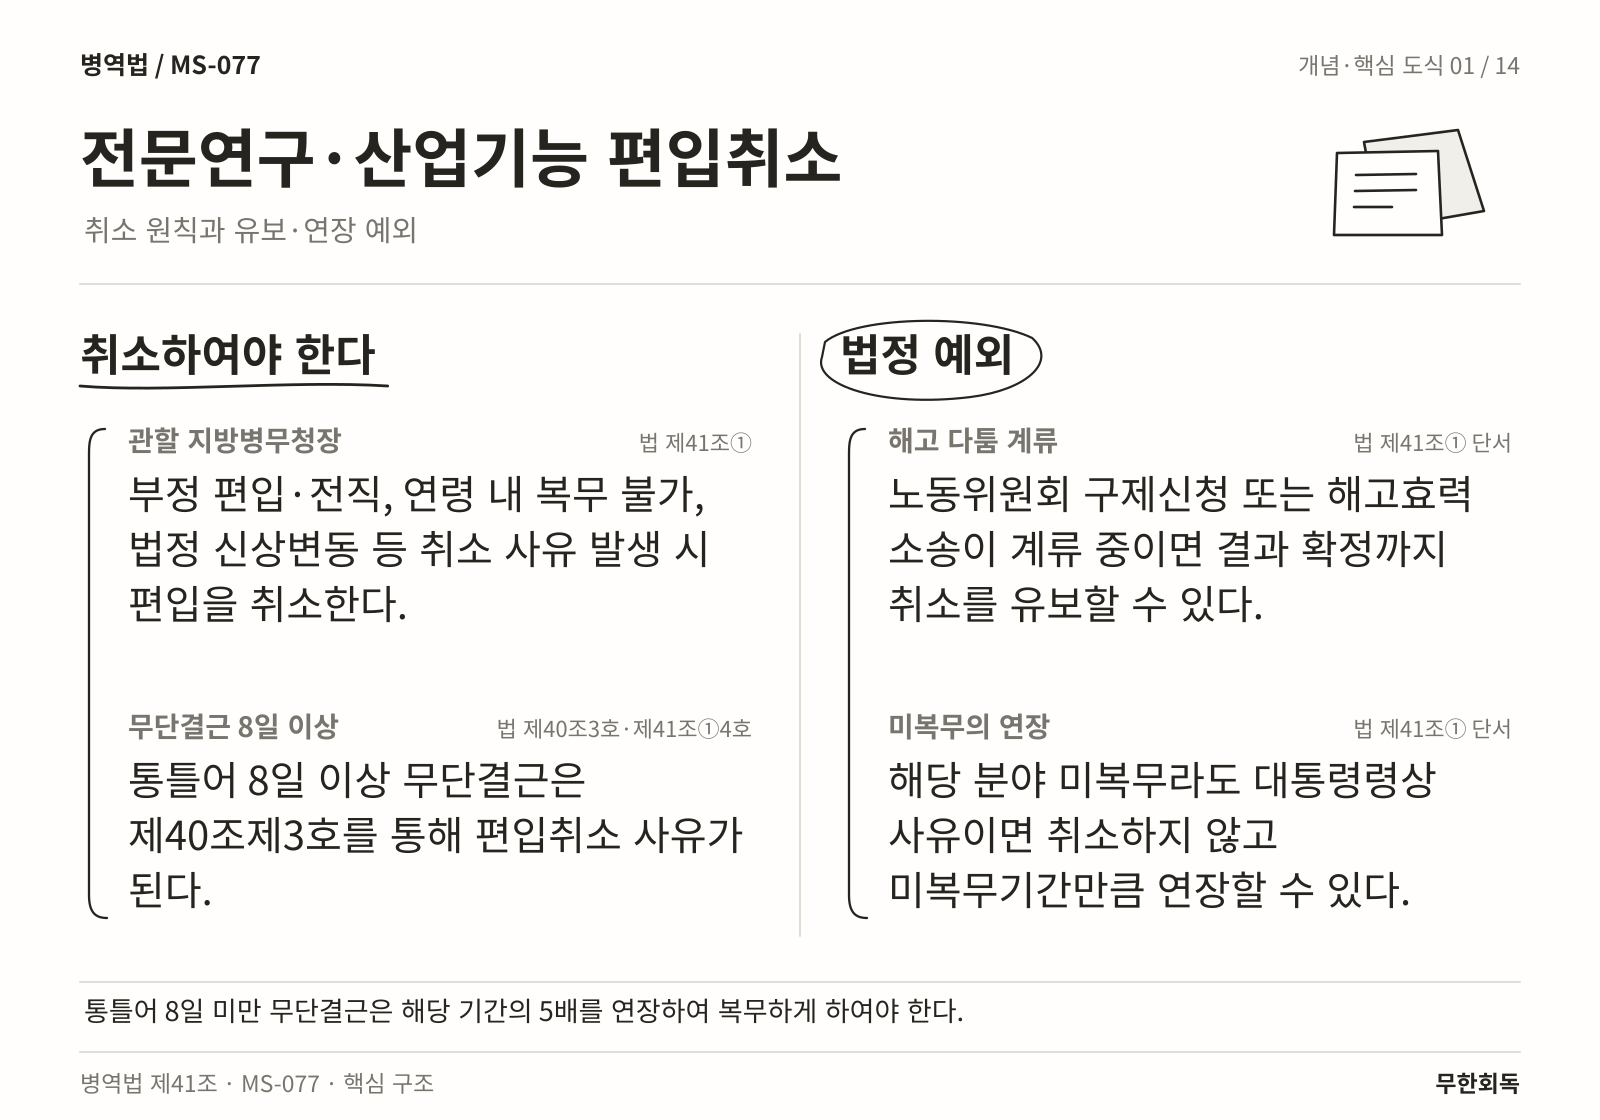 병역법 / MS-077
개념·핵심 도식 01 / 14
전문연구·산업기능 편입취소
취소 원칙과 유보·연장 예외
취소하여야 한다
관할 지방병무청장
법 제41조①
부정 편입·전직, 연령 내 복무 불가,
법정 신상변동 등 취소 사유 발생 시
편입을 취소한다.
무단결근 8일 이상
법 제40조3호·제41조①4호
통틀어 8일 이상 무단결근은
제40조제3호를 통해 편입취소 사유가
된다.
법정 예외
해고 다툼 계류
법 제41조① 단서
노동위원회 구제신청 또는 해고효력
소송이 계류 중이면 결과 확정까지
취소를 유보할 수 있다.
미복무의 연장
법 제41조① 단서
해당 분야 미복무라도 대통령령상
사유이면 취소하지 않고
미복무기간만큼 연장할 수 있다.
통틀어 8일 미만 무단결근은 해당 기간의 5배를 연장하여 복무하게 하여야 한다.
병역법 제41조 · MS-077 · 핵심 구조
무한회독